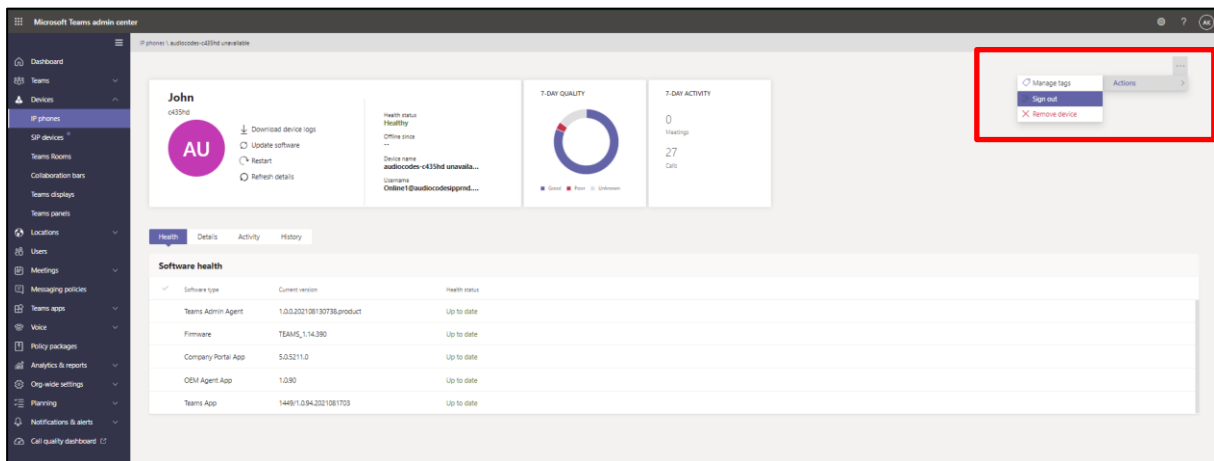 Microsoft Teams admin center
?
AK
IP phones \ audiocodes-c435hd unavailable
Dashboard
Teams
Devices
IP phones
SIP devices
Teams Rooms
Collaboration bars
Teams displays
Teams panels
Locations
Users
Meetings
Messaging policies
Teams apps
Voice
Policy packages
Analytics & reports
Org-wide settings
Planning
Notifications & alerts
Call quality dashboard
John
c435hd
AU
Download device logs
Update software
Restart
Refresh details
Health status
Healthy
Offline since
--
Device name
audiocodes-c435hd unavaila...
Username
Online1@audiocodesipprnd....
7-DAY QUALITY
Good Poor Unknown
7-DAY ACTIVITY
0
Meetings
27
Calls
...
Manage tags
Actions
Sign out
Remove device
Health Details Activity History
Software health
Software type Current version Health status
Teams Admin Agent 1.0.0.202108130738.product Up to date
Firmware TEAMS_1.14.390 Up to date
Company Portal App 5.0.5211.0 Up to date
OEM Agent App 1.0.90 Up to date
Teams App 1449/1.0.94.2021081703 Up to date